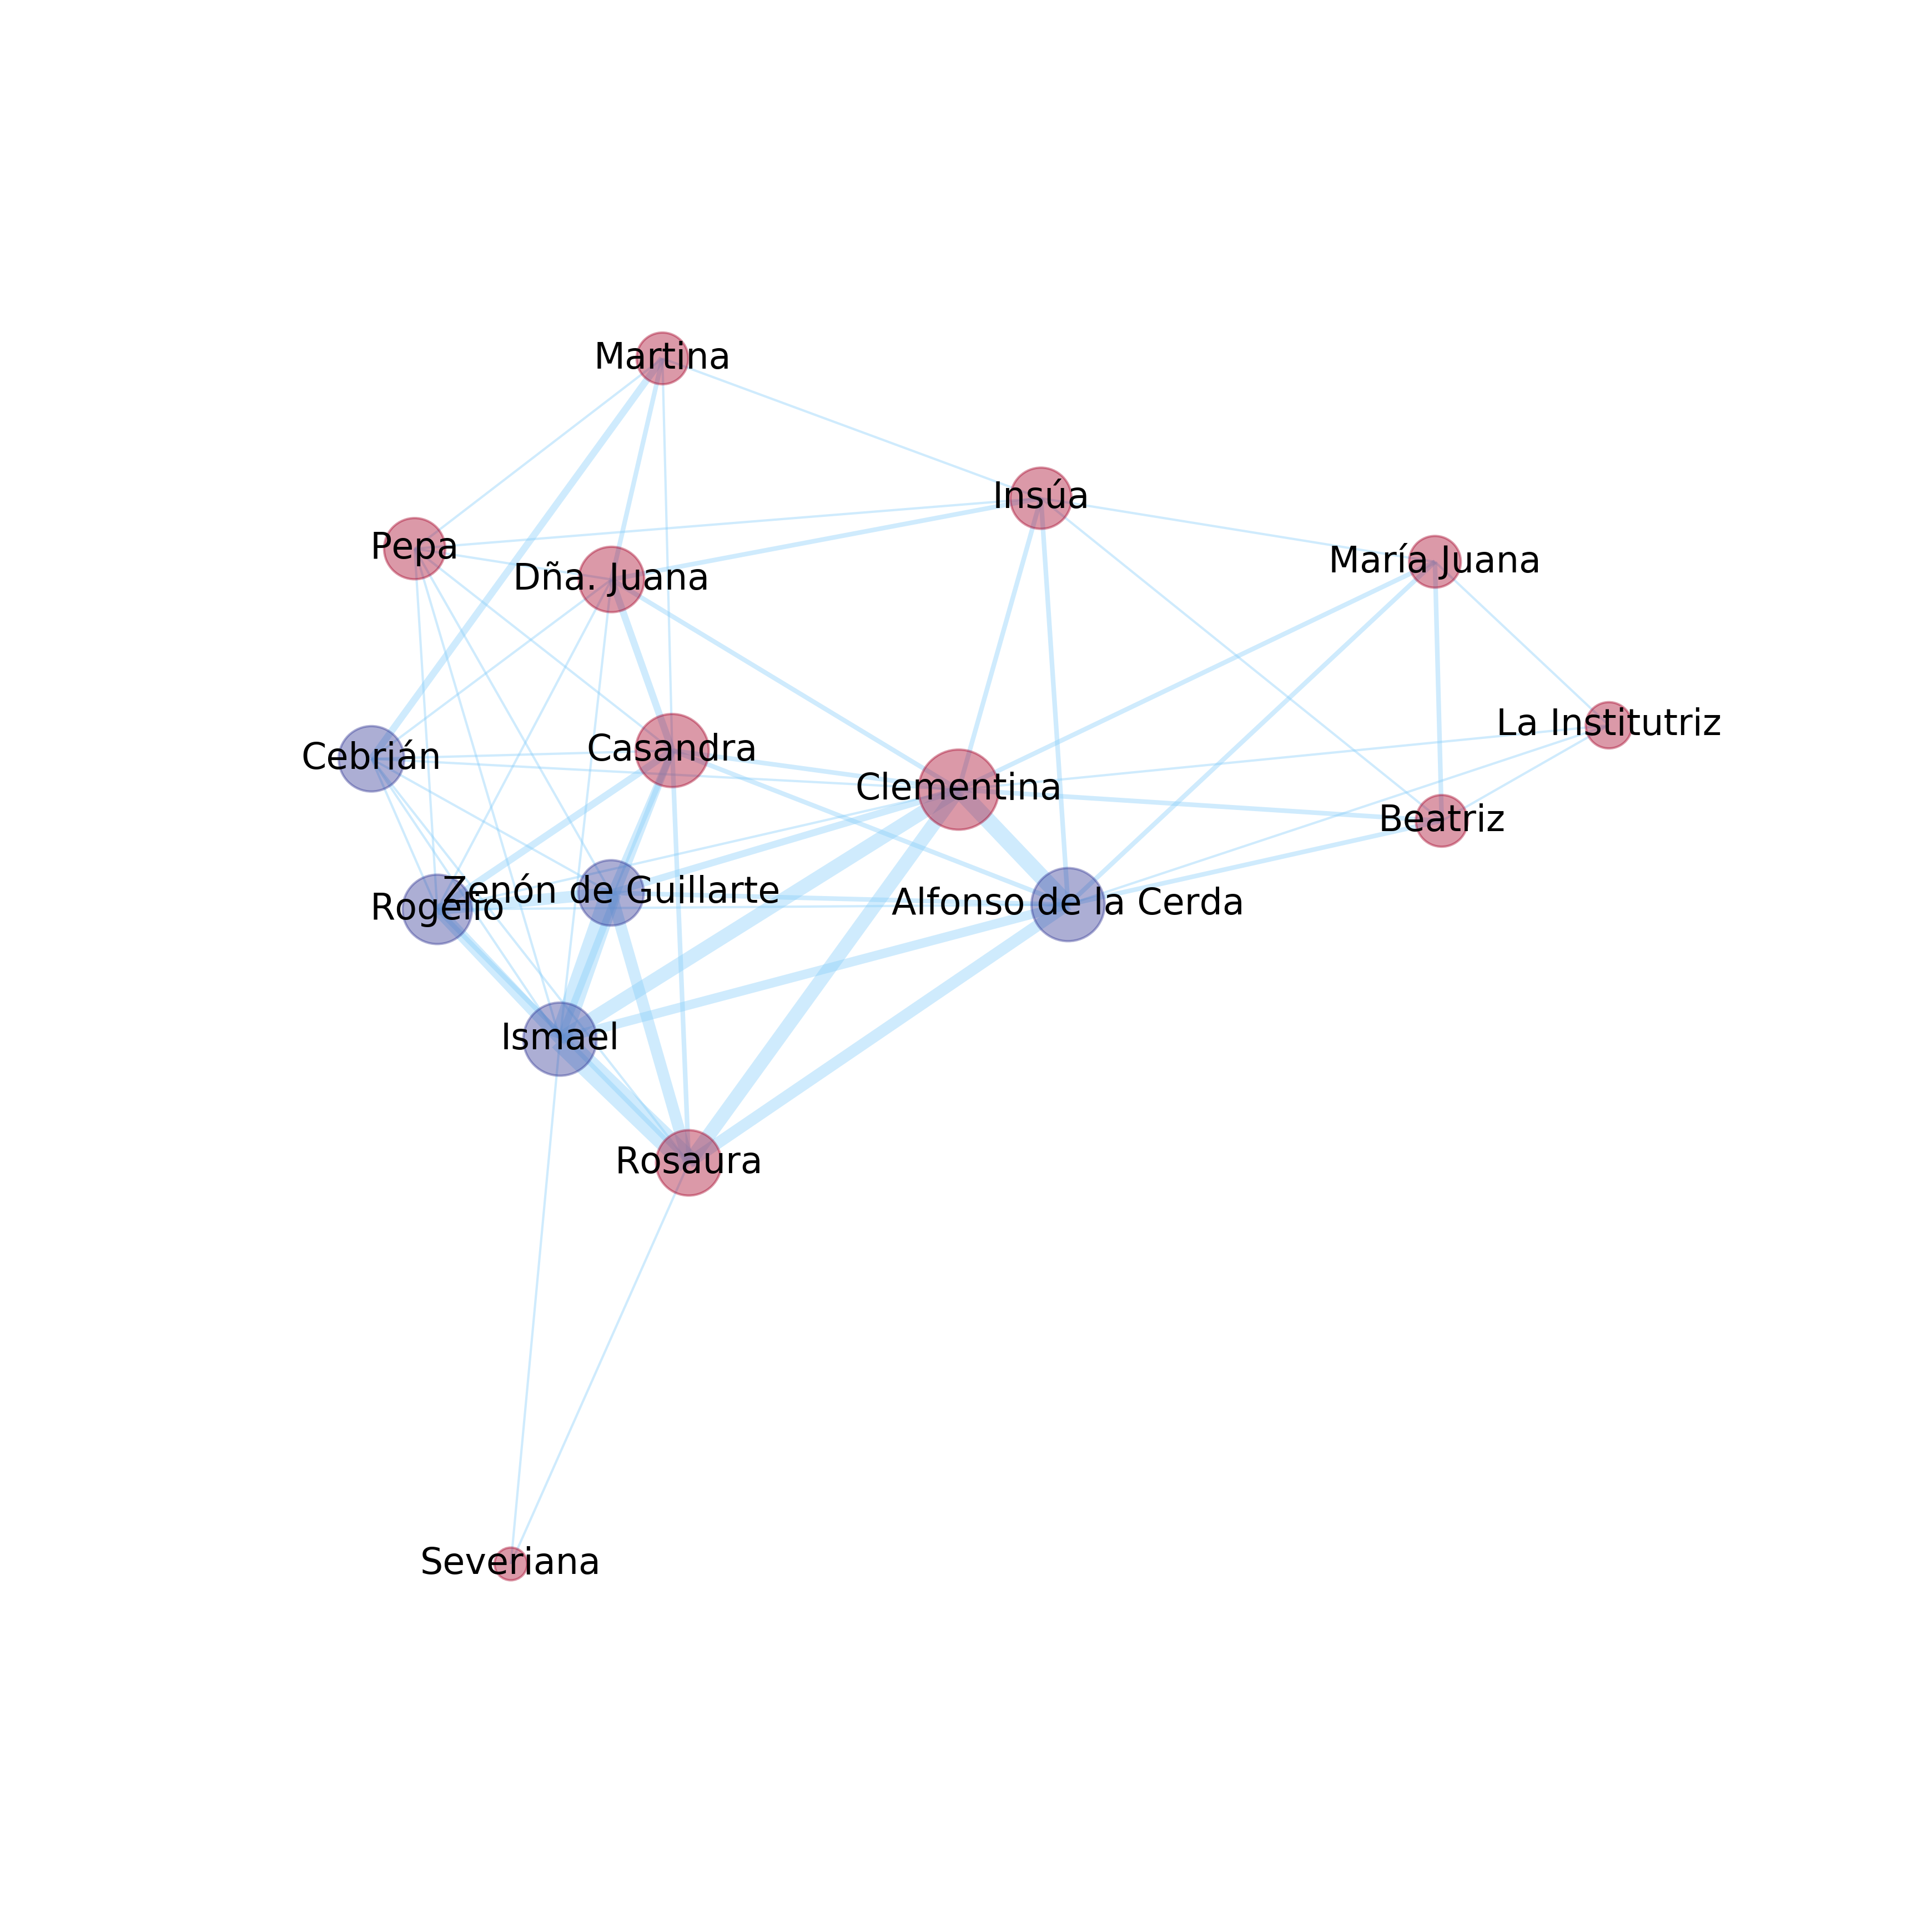 Martina
Insúa
Pepa
María Juana
Dña. Juana
La Institutriz
Cebrián
Casandra
Clementina
Beatriz
Zenón de Guillarte
Rogelio
Alfonso de la Cerda
Ismael
Rosaura
Severiana